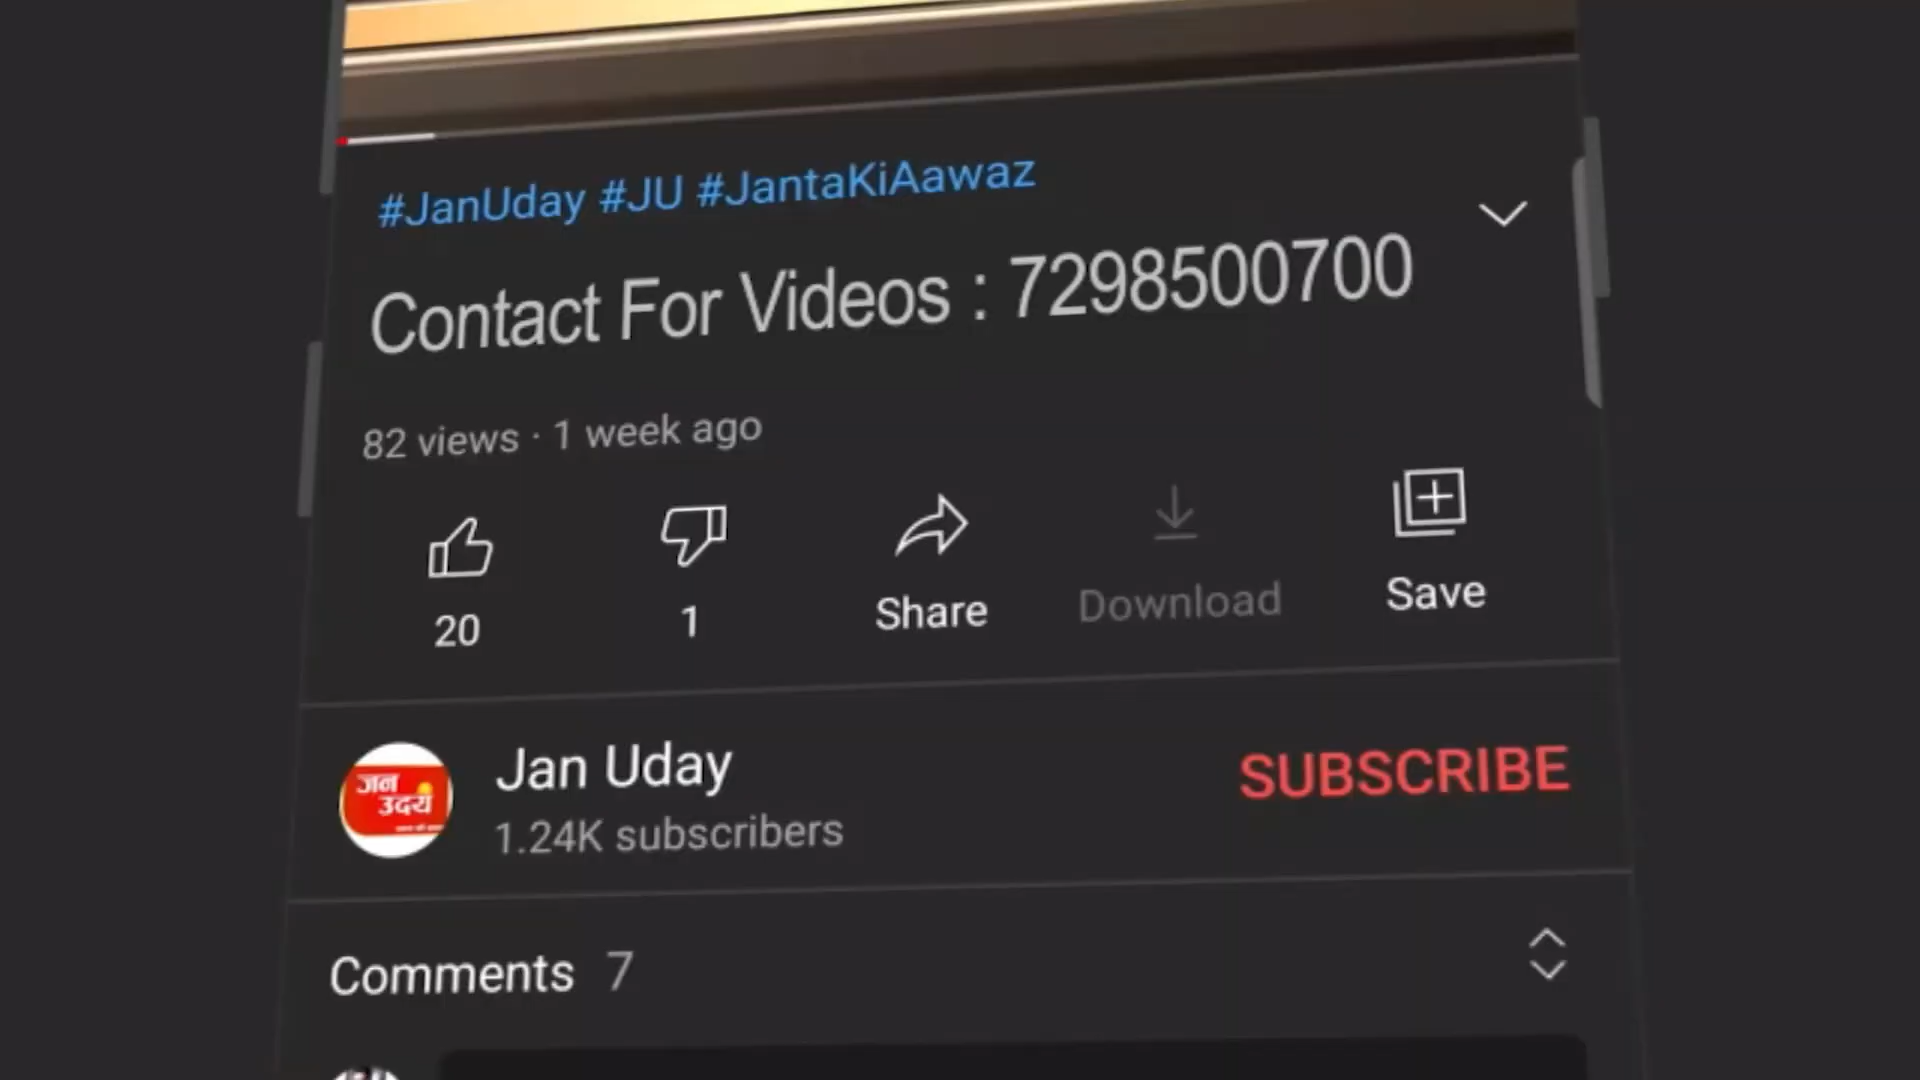 #JanUday #JU #JantaKiAawaz
Contact For Videos : 7298500700
82 views · 1 week ago
20
1
Share
Download
Save
जन
उदय
Jan Uday
1.24K subscribers
SUBSCRIBE
Comments 7